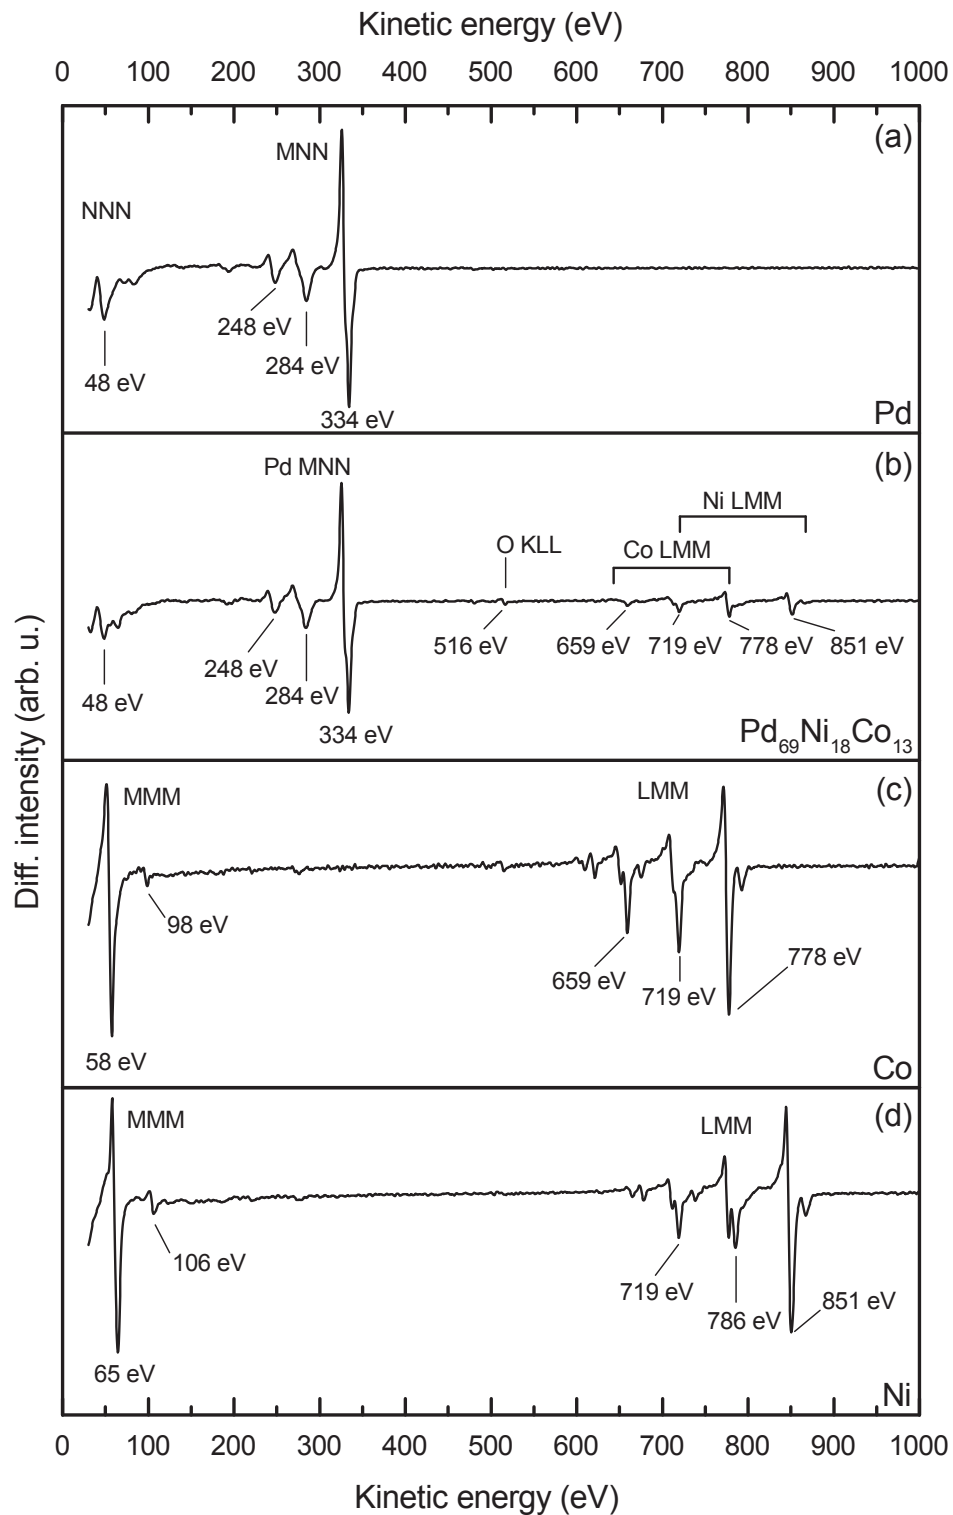 Kinetic energy (eV)
0 100 200 300 400 500 600 700 800 900 1000
(a)
MNN
NNN
248 eV
284 eV
48 eV
334 eV
Pd
(b)
Pd MNN
Ni LMM
O KLL
Co LMM
516 eV 659 eV 719 eV 778 eV 851 eV
248 eV
284 eV
48 eV
334 eV
Pd69Ni18Co13
Diff. intensity (arb. u.)
(c)
MMM
LMM
98 eV
778 eV
659 eV
719 eV
58 eV
Co
(d)
MMM
LMM
106 eV
719 eV
851 eV
786 eV
65 eV
Ni
0 100 200 300 400 500 600 700 800 900 1000
Kinetic energy (eV)